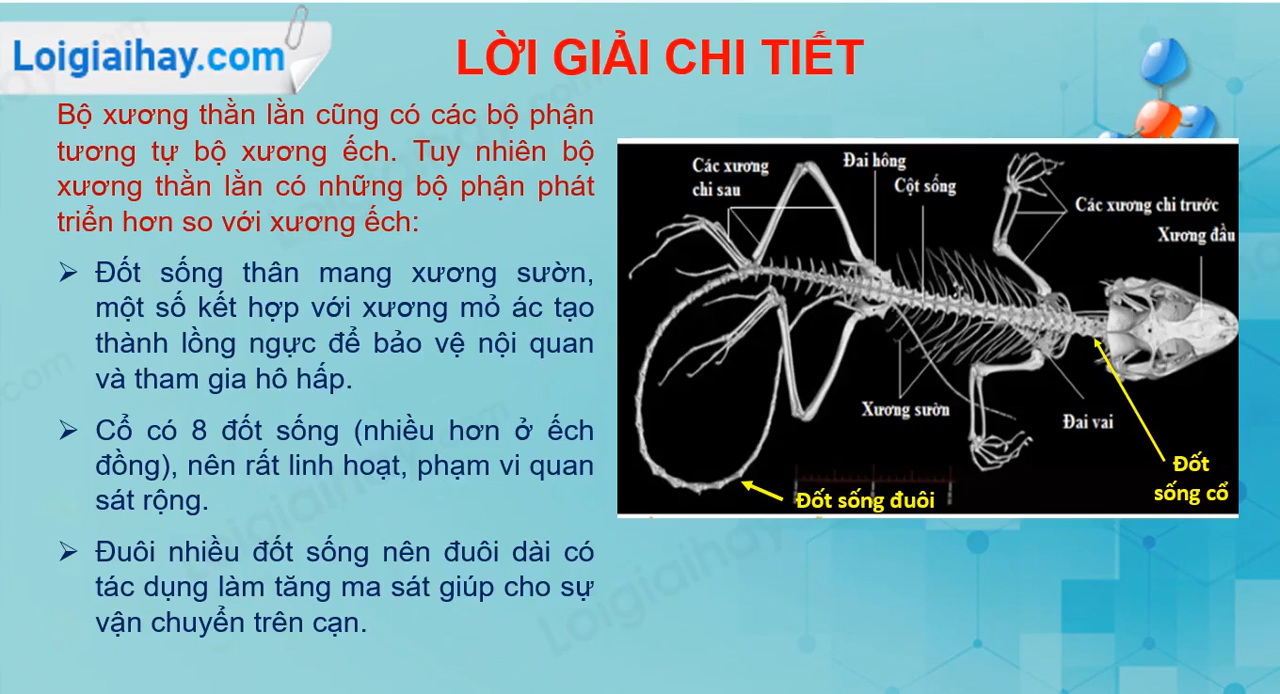 Loigiaihay.com
LỜI GIẢI CHI TIẾT
Bộ xương thằn lằn cũng có các bộ phận
tương tự bộ xương ếch. Tuy nhiên bộ
xương thằn lằn có những bộ phận phát
triển hơn so với xương ếch:
➢ Đốt sống thân mang xương sườn,
một số kết hợp với xương mỏ ác tạo
thành lồng ngực để bảo vệ nội quan
và tham gia hô hấp.
➢ Cổ có 8 đốt sống (nhiều hơn ở ếch
đồng), nên rất linh hoạt, phạm vi quan
sát rộng.
➢ Đuôi nhiều đốt sống nên đuôi dài có
tác dụng làm tăng ma sát giúp cho sự
vận chuyển trên cạn.
Các xương
chi sau
Đai hông
Cột sống
Các xương chi trước
Xương đầu
Xương sườn
Đai vai
Đốt
sống cổ
Đốt sống đuôi